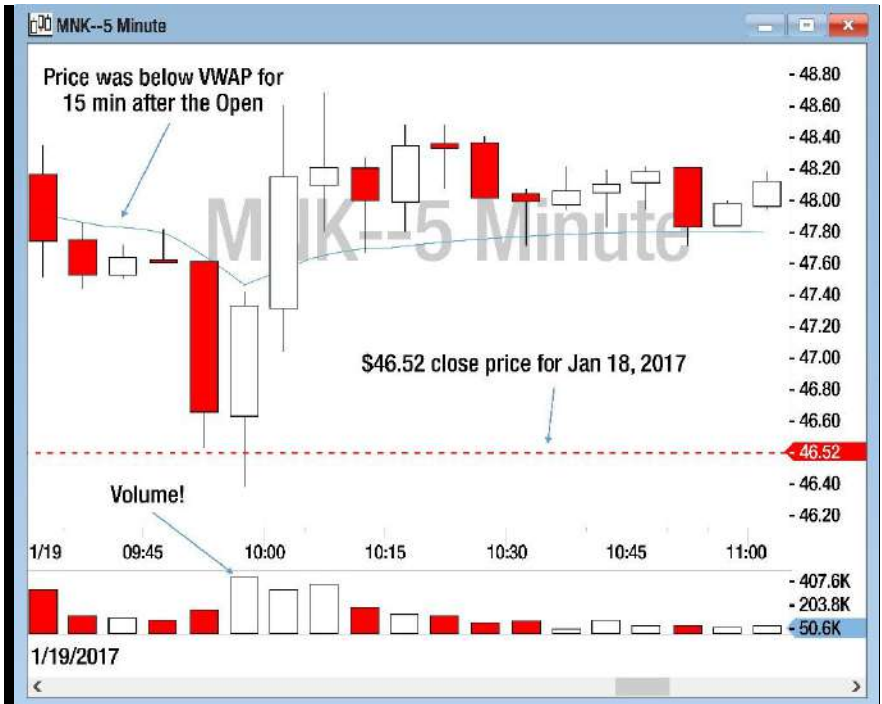 MNK--5 Minute
Price was below VWAP for
15 min after the Open
MNK--5 Minute
$46.52 close price for Jan 18, 2017
Volume!
- 48.80
- 48.60
- 48.40
- 48.20
- 48.00
- 47.80
- 47.60
- 47.40
- 47.20
- 47.00
- 46.80
- 46.60
- 46.52
- 46.40
- 46.20
1/19 09:45 10:00 10:15 10:30 10:45 11:00
- 407.6K
- 203.8K
- 50.6K
1/19/2017